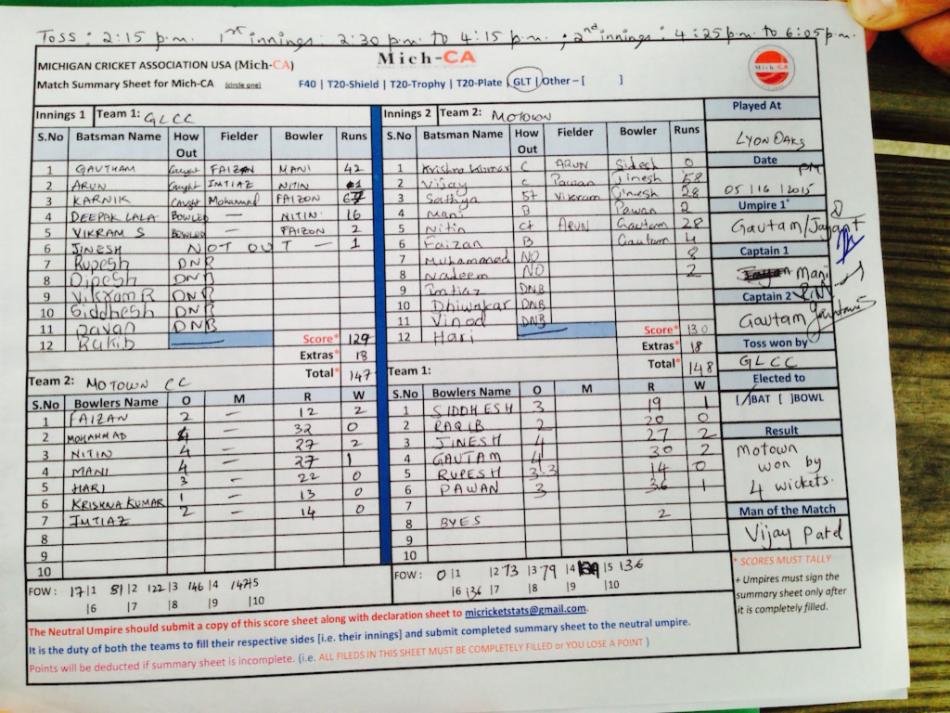 Toss : 2:15 p.m. 1st innings: 2:30 p.m. to 4:15 p.m ; 2nd innings : 4:25 p.m. to 6:05 p.m.
MICHIGAN CRICKET ASSOCIATION USA (Mich-CA) Mich-CA
Match Summary Sheet for Mich-CA (circle one) F40 | T20-Shield | T20-Trophy | T20-Plate | GLT | Other – [ ]
Mich-CA
Innings 1 Team 1: GLCC
S.No Batsman Name How Out Fielder Bowler Runs
1 GAUTHAM Caught FAIZAN MANI 42
2 ARUN Caught IMTIAZ NITIN 1
3 KARNIK Caught Mohamad FAIZON 67
4 DEEPAK LALA BOWLED – NITIN 16
5 VIKRAM S BOWLED – FAIZON 2
6 JINESH NOT OUT – 1
7 Rupesh DNB
8 Dipesh DNB
9 Vikram R DNB
10 Siddhesh DNB
11 Pavan DNB
12 Rakib
Score* 129
Extras* 18
Total* 147
Innings 2 Team 2: MOTOWN
S.No Batsman Name How Out Fielder Bowler Runs
1 Krishna Kumar C ARUN Sidesh 0
2 Vijay C Pawan Jinesh 58
3 Sathya ST Vikram Jinesh 28
4 Mani B Pawan 2
5 Nitin Ct ARUN Gautam 28
6 Faizan B Gautam 4
7 Muhammed NO 8
8 Nadeem NO 2
9 Imtiaz DNB
10 Dhiwakar DNB
11 Vinod DNB
12 Hari
Score* 130
Extras* 18
Total* 148
Team 2: MOTOWN CC
S.No Bowlers Name O M R W
1 FAIZAN 2 – 12 2
2 MOHAMMAD 4 – 32 0
3 NITIN 4 – 27 2
4 MANI 4 – 27 1
5 HARI 3 – 22 0
6 KRISHNA KUMAR 1 – 13 0
7 IMTIAZ 2 – 14 0
8
9
10
FOW : 17|1 81|2 122|3 146|4 147|5
|6 |7 |8 |9 |10
Team 1:
S.No Bowlers Name O M R W
1 SIDDHESH 3 19 1
2 RAQIB 2 20 0
3 JINESH 4 27 2
4 GAUTAM 4 30 2
5 RUPESH 3.3 14 0
6 PAWAN 3 36 1
7
8 BYES 2
9
10
FOW : 0|1 |2 73 |3 79 |4 |5 136
|6 136 |7 |8 |9 |10
Played At
LYON OAKS
Date
PM
05 | 16 | 2015
Umpire 1*
Gautam/Jayant
Captain 1
Mani
Captain 2
Gautam
Toss won by
GLCC
Elected to
[/]BAT [ ]BOWL
Result
motown
won by
4 wickets.
Man of the Match
Vijay Patel
* SCORES MUST TALLY
+ Umpires must sign the
summary sheet only after
it is completely filled.
The Neutral Umpire should submit a copy of this score sheet along with declaration sheet to micricketstats@gmail.com.
It is the duty of both the teams to fill their respective sides [i.e. their innings] and submit completed summary sheet to the neutral umpire.
Points will be deducted if summary sheet is incomplete. (i.e. ALL FILEDS IN THIS SHEET MUST BE COMPLETELY FILLED or YOU LOSE A POINT )